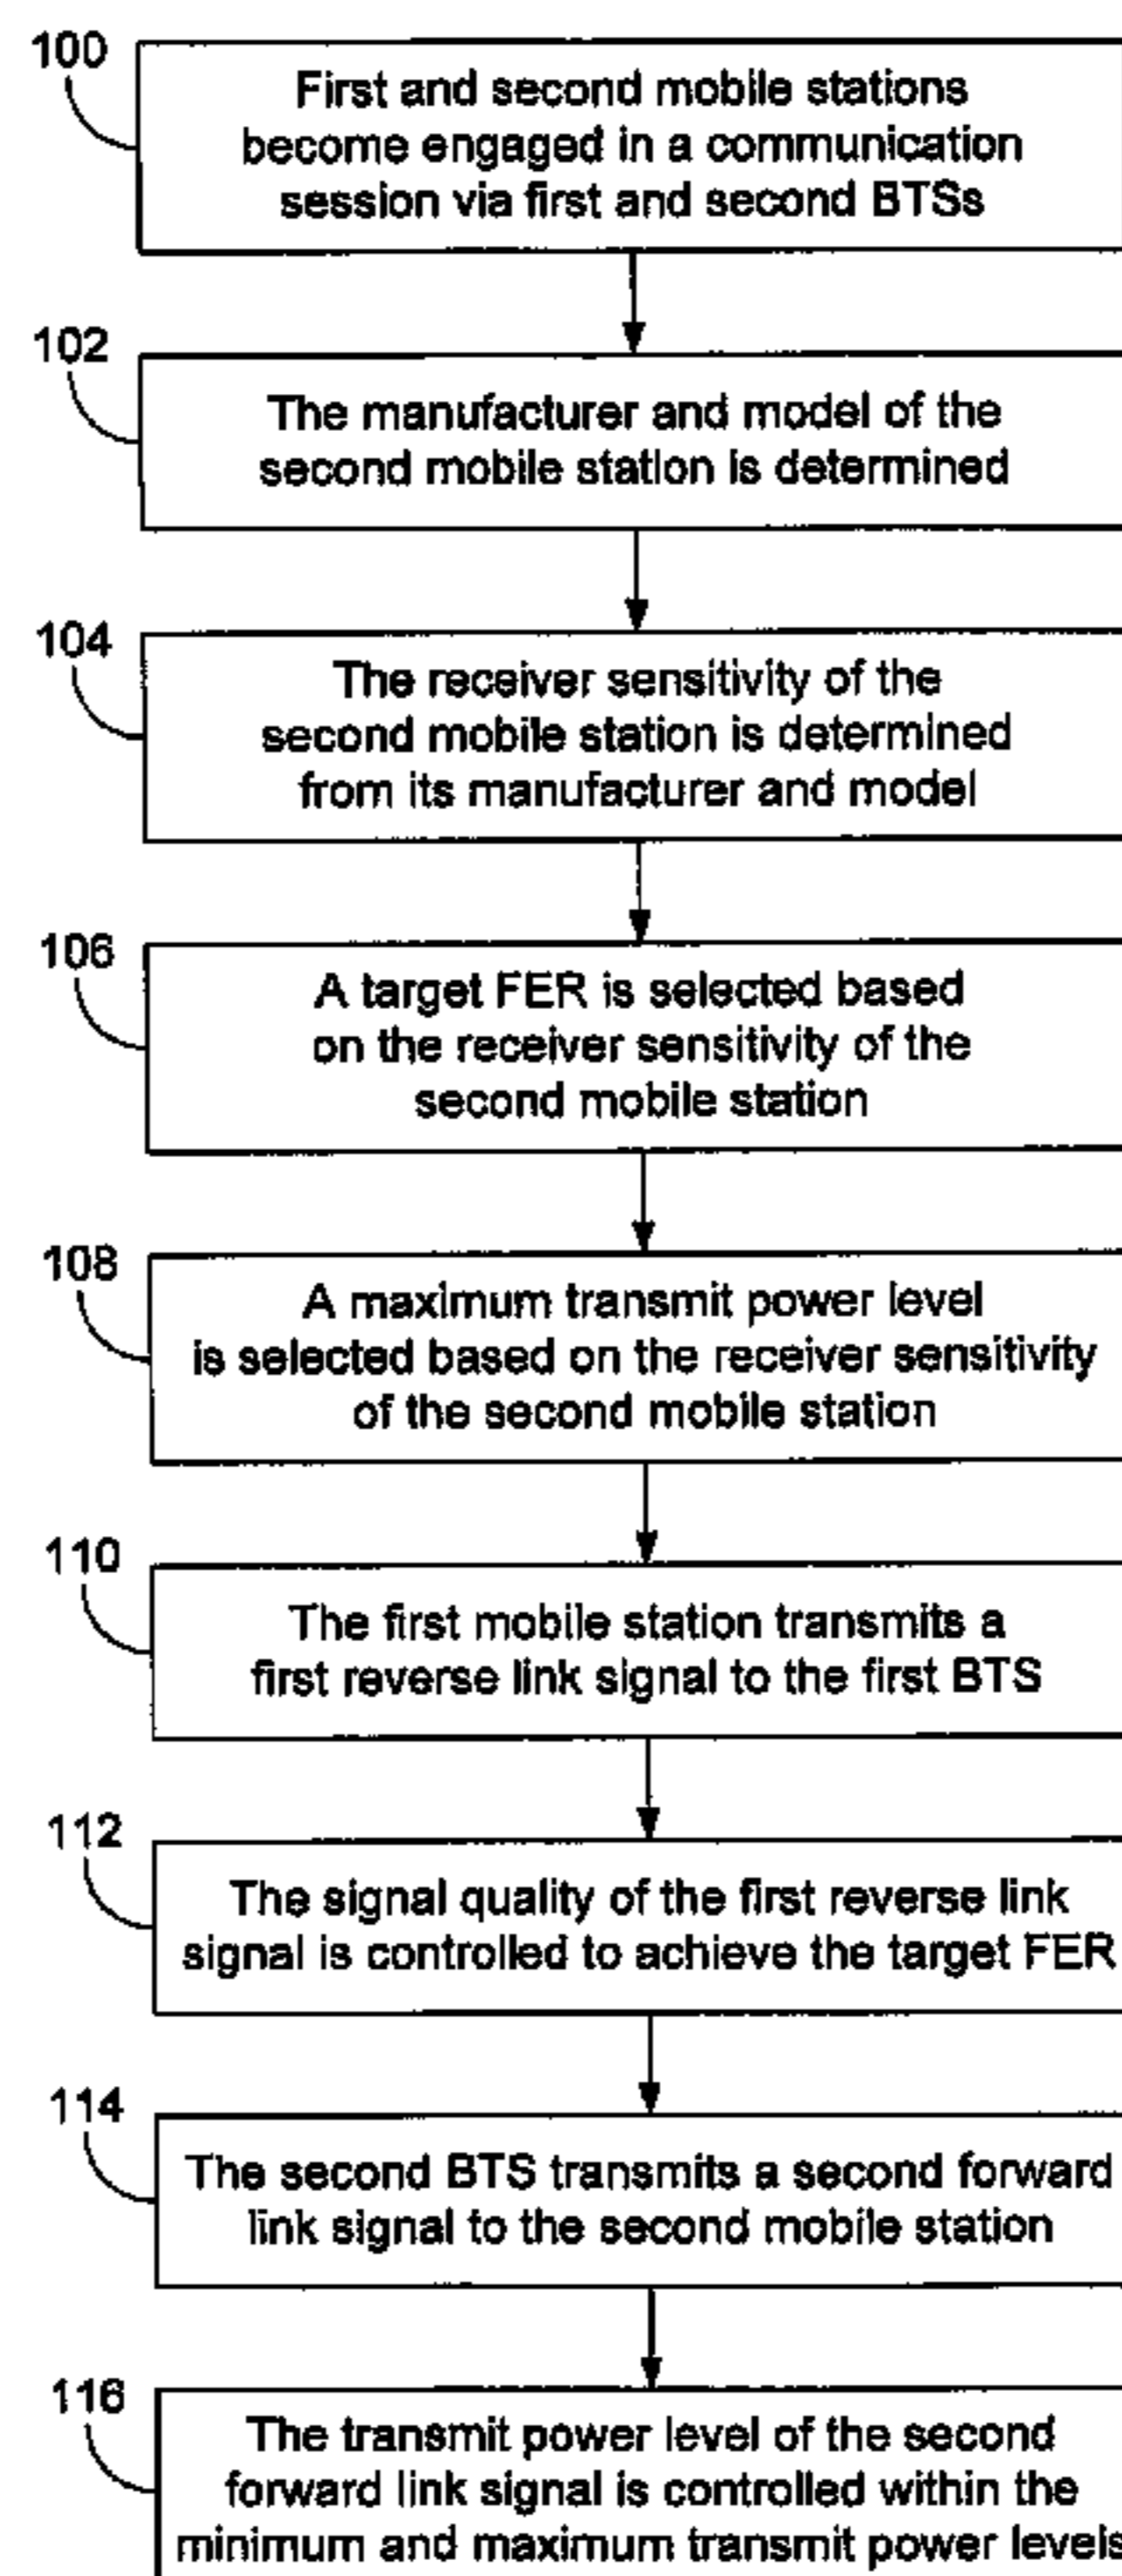 100
First and second mobile stations
become engaged in a communication
session via first and second BTSs
102
The manufacturer and model of the
second mobile station is determined
104
The receiver sensitivity of the
second mobile station is determined
from its manufacturer and model
106
A target FER is selected based
on the receiver sensitivity of the
second mobile station
108
A maximum transmit power level
is selected based on the receiver sensitivity
of the second mobile station
110
The first mobile station transmits a
first reverse link signal to the first BTS
112
The signal quality of the first reverse link
signal is controlled to achieve the target FER
114
The second BTS transmits a second forward
link signal to the second mobile station
116
The transmit power level of the second
forward link signal is controlled within the
minimum and maximum transmit power levels